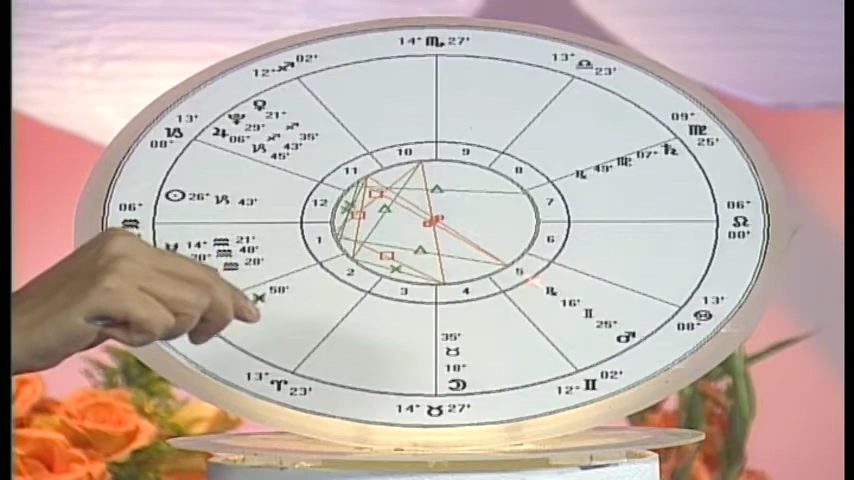 14° ♏ 27'
12° ♐ 02'
13° ♎ 23'
13' ♑ 08°
09° ♍ 25'
♀ 21° ♐ 35'
29° ♑ 43'
♃ 06° ♑ 45'
♄ 07° ♍ 49' ℞
☉ 26° ♑ 43'
06° ♒
06° ♌ 00'
14° ♒ 21'
♒ 40'
20° ♒ 28'
58'
10
9
11
8
12
7
1
6
2
5
3
4
♂ 25° ♊ 16' ℞
13' ♋ 08°
☾ 18° ♉ 35'
13° ♈ 23'
14° ♉ 27'
12° ♊ 02'